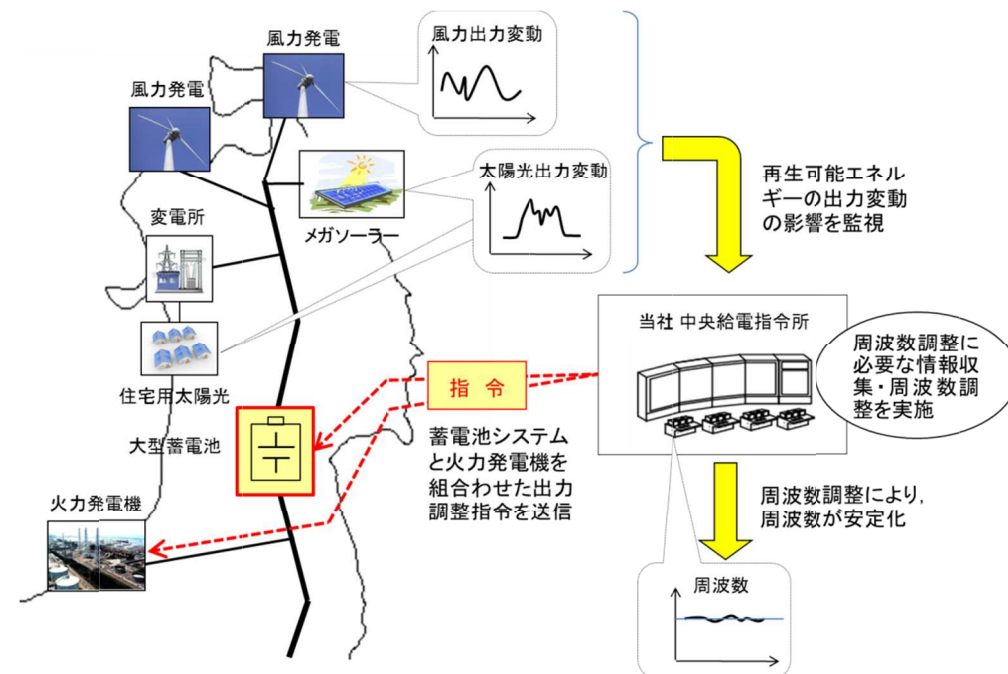 風力発電
風力出力変動
風力発電
再生可能エネル
ギーの出力変動
の影響を監視
太陽光出力変動
変電所
メガソーラー
当社 中央給電指令所
周波数調整に
必要な情報収
集・周波数調
整を実施
住宅用太陽光
指 令
大型蓄電池
蓄電池システム
と火力発電機を
組合わせた出力
調整指令を送信
火力発電機
周波数調整により,
周波数が安定化
周波数